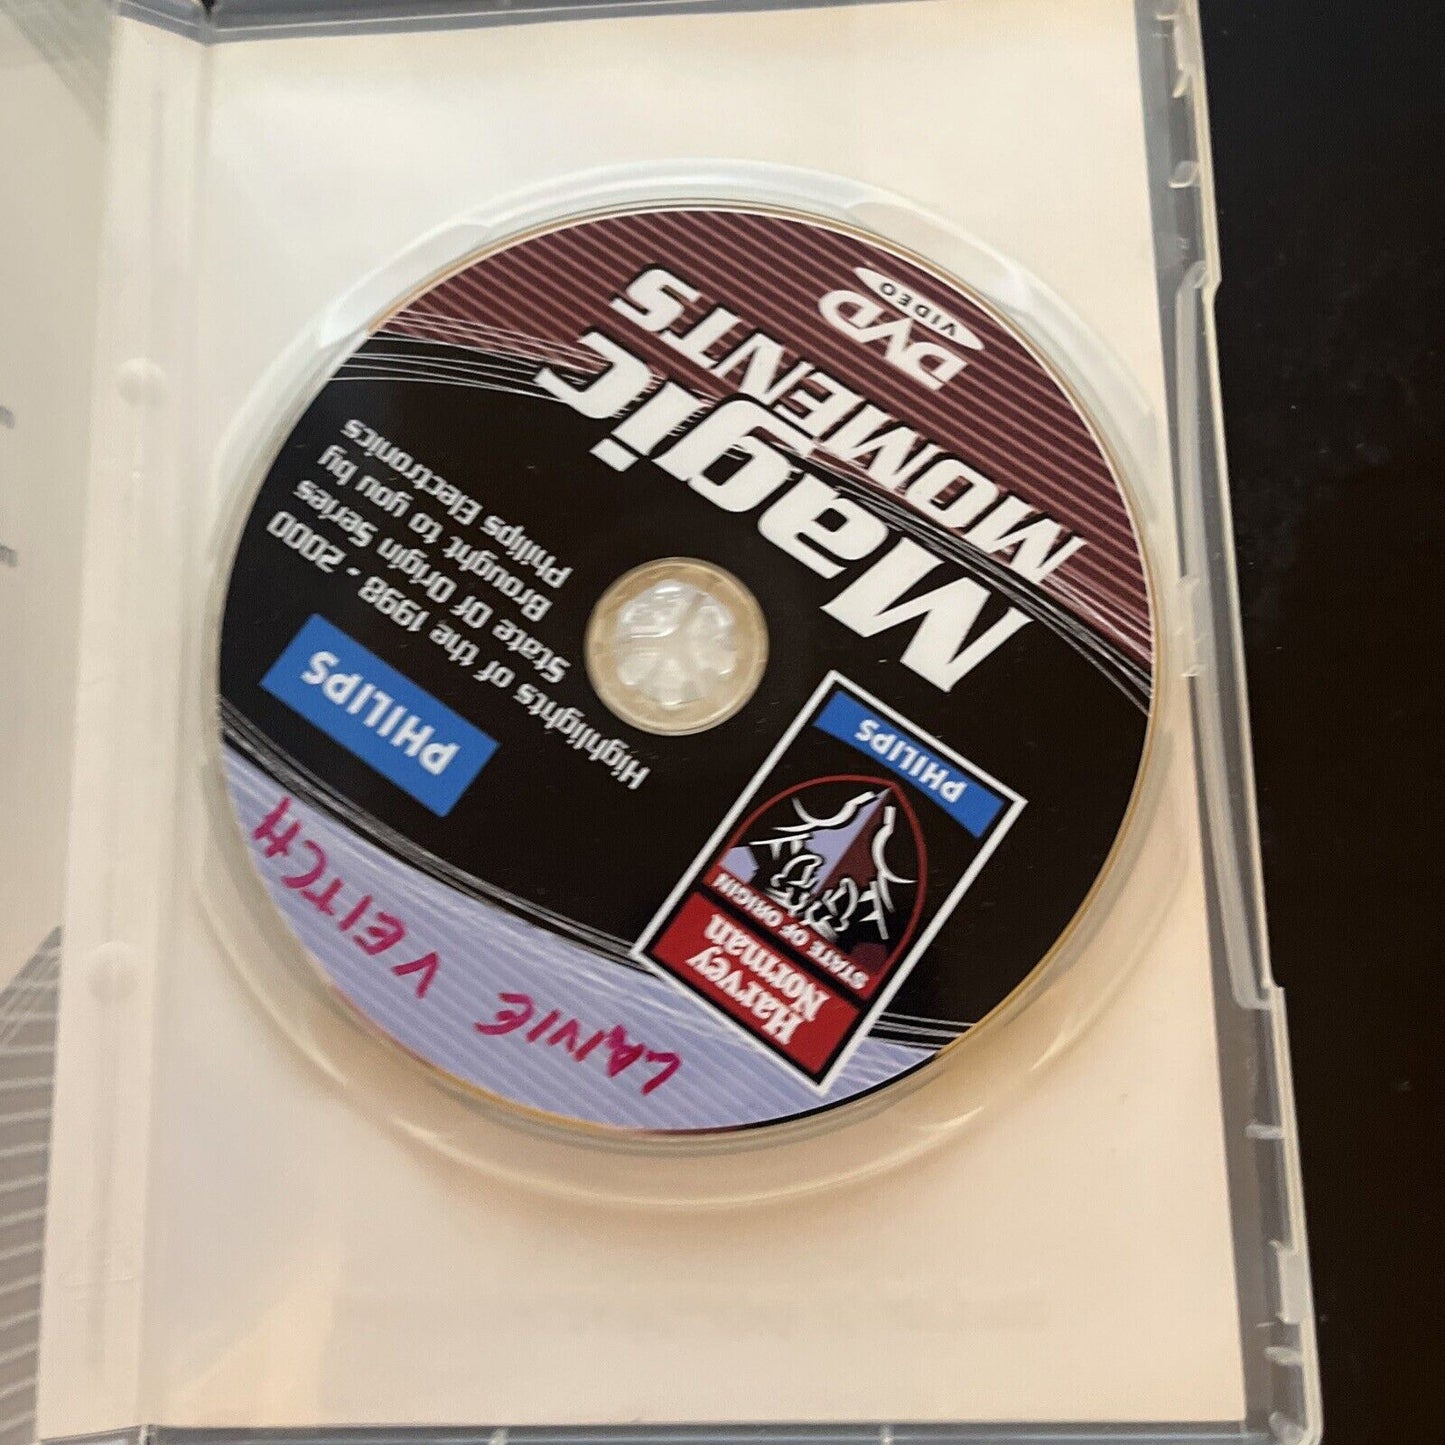 DVD
VIDEO
Magic
MOMENTS
PHILIPS
STATE OF ORIGIN
Harvey
Norman
Highlights of the 1998 - 2000
State Of Origin Series
Brought to you by
Philips Electronics
PHILIPS
LAINIE VEITCH